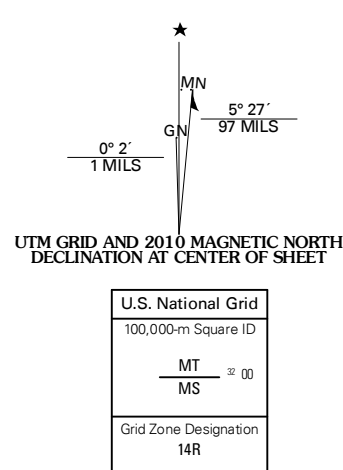 ★
MN
GN
5° 27´
97 MILS
0° 2´
1 MILS
UTM GRID AND 2010 MAGNETIC NORTH
DECLINATION AT CENTER OF SHEET
U.S. National Grid
100,000-m Square ID
MT
32 00
MS
Grid Zone Designation
14R